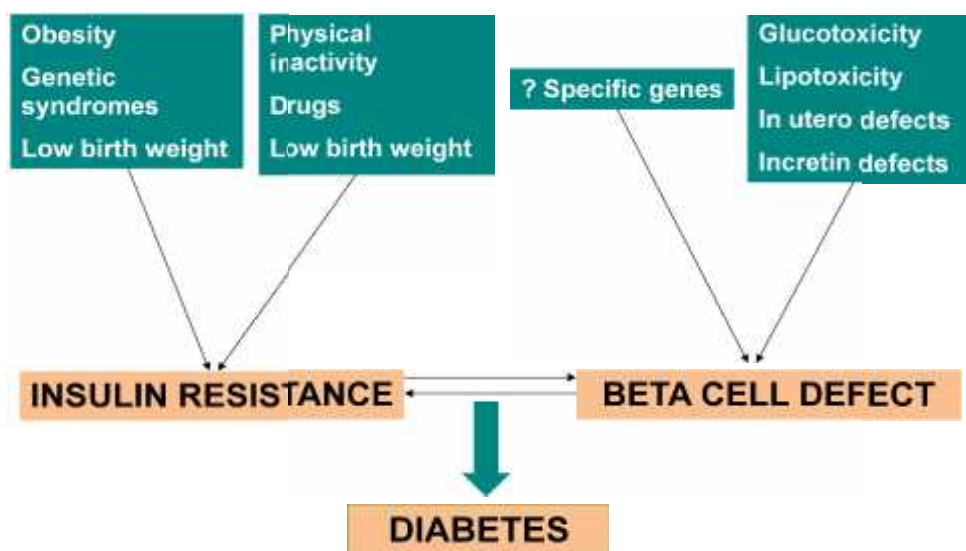 Obesity
Genetic
syndromes
Low birth weight
Physical
inactivity
Drugs
Low birth weight
? Specific genes
Glucotoxicity
Lipotoxicity
In utero defects
Incretin defects
INSULIN RESISTANCE
BETA CELL DEFECT
DIABETES